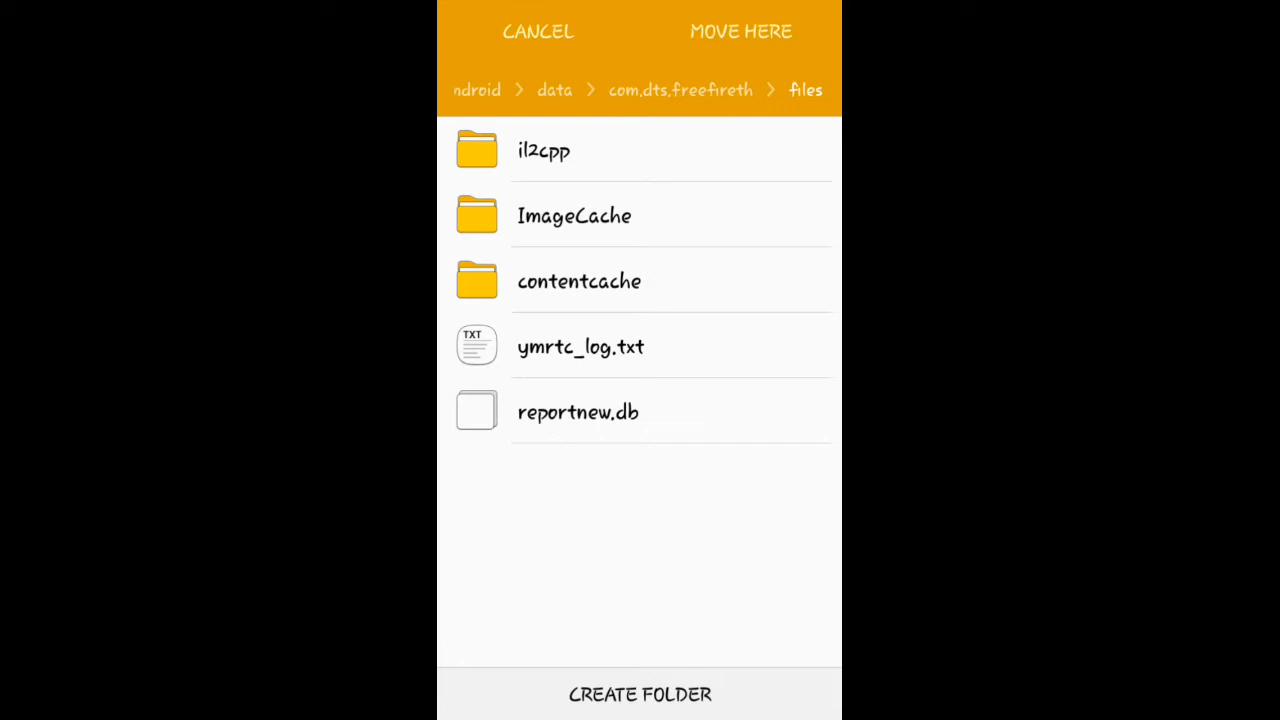 CANCEL MOVE HERE
ndroid > data > com.dts.freefireth > files
il2cpp
ImageCache
contentcache
TXT
ymrtc_log.txt
reportnew.db
CREATE FOLDER